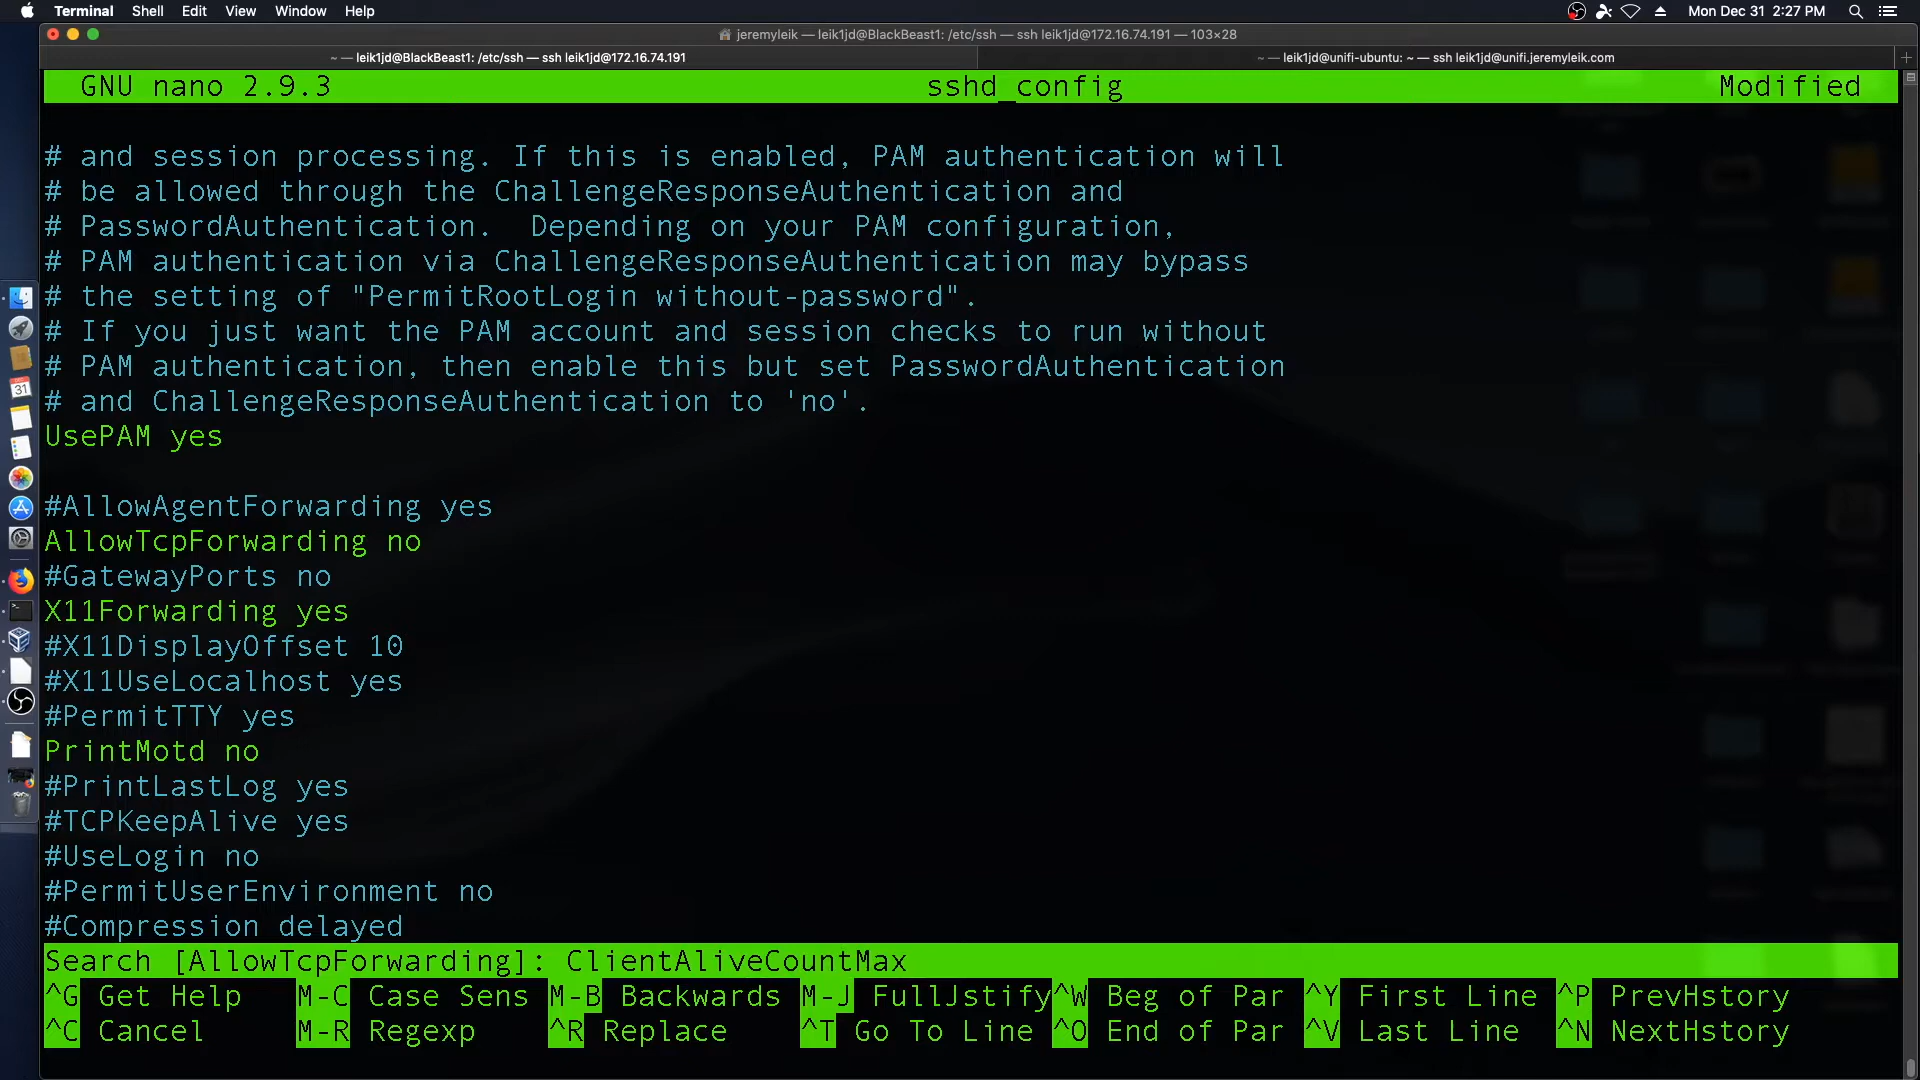 Terminal Shell Edit View Window Help Mon Dec 31 2:27 PM
jeremyleik — leik1jd@BlackBeast1: /etc/ssh — ssh leik1jd@172.16.74.191 — 103×28
~ — leik1jd@BlackBeast1: /etc/ssh — ssh leik1jd@172.16.74.191 ~ — leik1jd@unifi-ubuntu: ~ — ssh leik1jd@unifi.jeremyleik.com
GNU nano 2.9.3 sshd_config Modified
# and session processing. If this is enabled, PAM authentication will
# be allowed through the ChallengeResponseAuthentication and
# PasswordAuthentication.  Depending on your PAM configuration,
# PAM authentication via ChallengeResponseAuthentication may bypass
# the setting of "PermitRootLogin without-password".
# If you just want the PAM account and session checks to run without
# PAM authentication, then enable this but set PasswordAuthentication
# and ChallengeResponseAuthentication to 'no'.
UsePAM yes
#AllowAgentForwarding yes
AllowTcpForwarding no
#GatewayPorts no
X11Forwarding yes
#X11DisplayOffset 10
#X11UseLocalhost yes
#PermitTTY yes
PrintMotd no
#PrintLastLog yes
#TCPKeepAlive yes
#UseLogin no
#PermitUserEnvironment no
#Compression delayed
Search [AllowTcpForwarding]: ClientAliveCountMax
^G Get Help M-C Case Sens M-B Backwards M-J FullJstify ^W Beg of Par ^Y First Line ^P PrevHstory
^C Cancel M-R Regexp ^R Replace ^T Go To Line ^O End of Par ^V Last Line ^N NextHstory